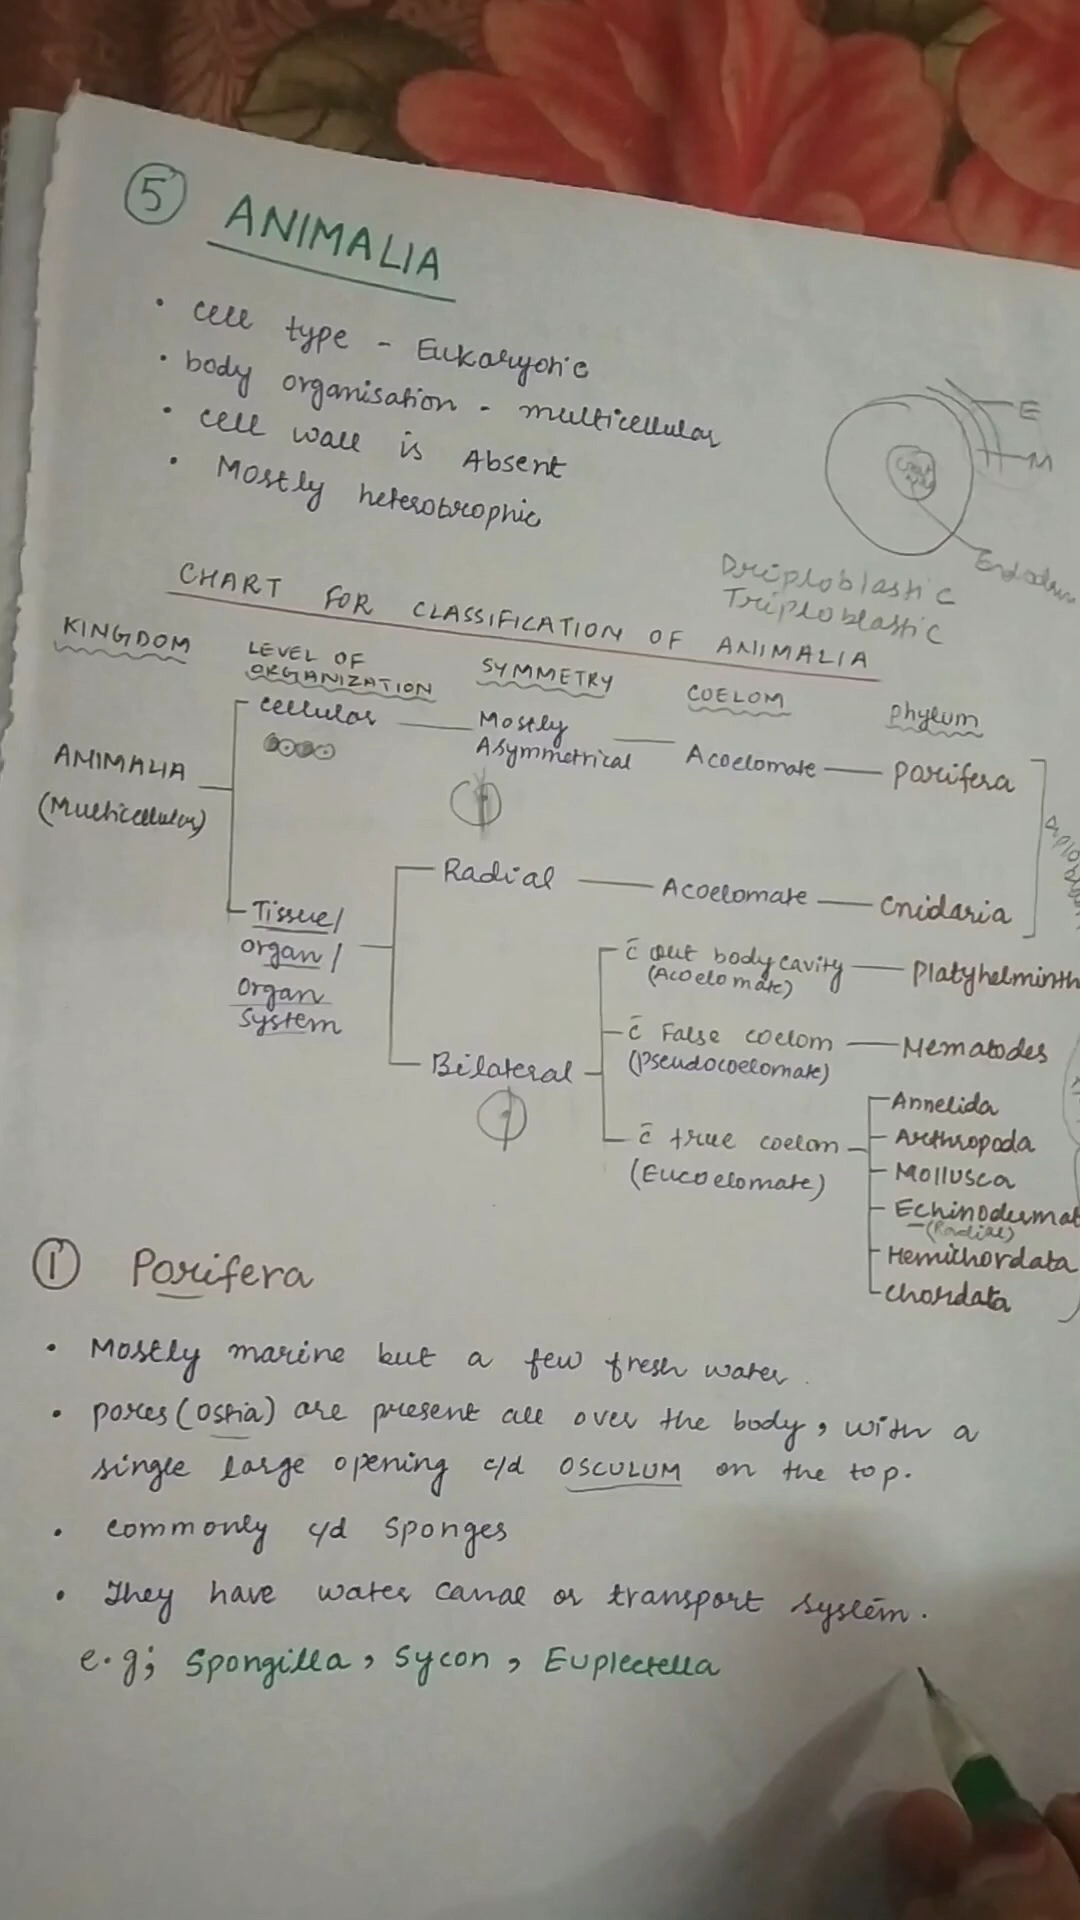 5 ANIMALIA
• cell type - Eukaryotic
• body organisation - multicellular
• cell wall is Absent
• Mostly heterotrophic
E
M
Endoderm
Driploblastic
Triploblastic
CHART FOR CLASSIFICATION OF ANIMALIA
KINGDOM
LEVEL OF ORGANIZATION
SYMMETRY
COELOM
Phylum
ANIMALIA
(Multicellular)
cellular
Mostly Asymmetrical
Acoelomate
Porifera
Tissue/
organ/
organ
system
Radial
Acoelomate
Cnidaria
Bilateral
c̄ out body cavity
(Acoelomate)
Platyhelminth
c̄ False coelom
(Pseudocoelomate)
Nematodes
c̄ true coelom
(Eucoelomate)
Annelida
Arthropoda
Mollusca
Echinodermat
(Radial)
Hemichordata
Chordata
1 Porifera
• Mostly marine but a few fresh water.
• pores (ostia) are present all over the body, with a
single large opening c/d OSCULUM on the top.
• commonly c/d Sponges
• They have water canal or transport system.
e.g; Spongilla, Sycon, Euplectella